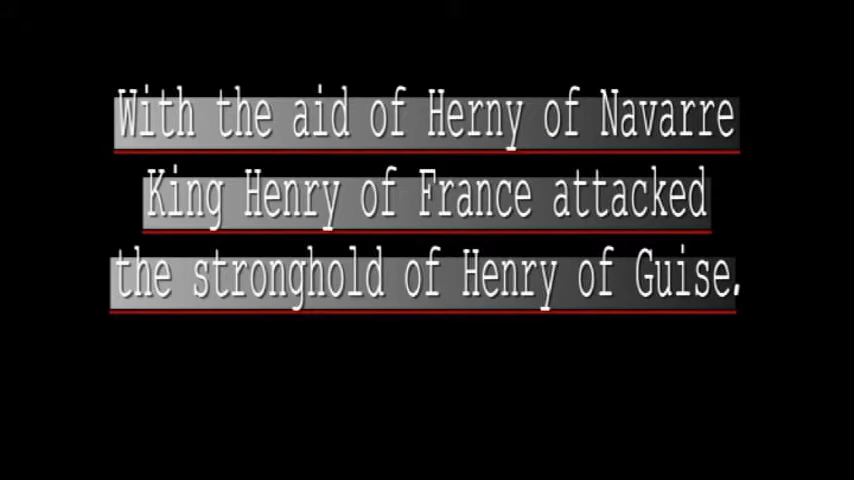 With the aid of Herny of Navarre
King Henry of France attacked
the stronghold of Henry of Guise.